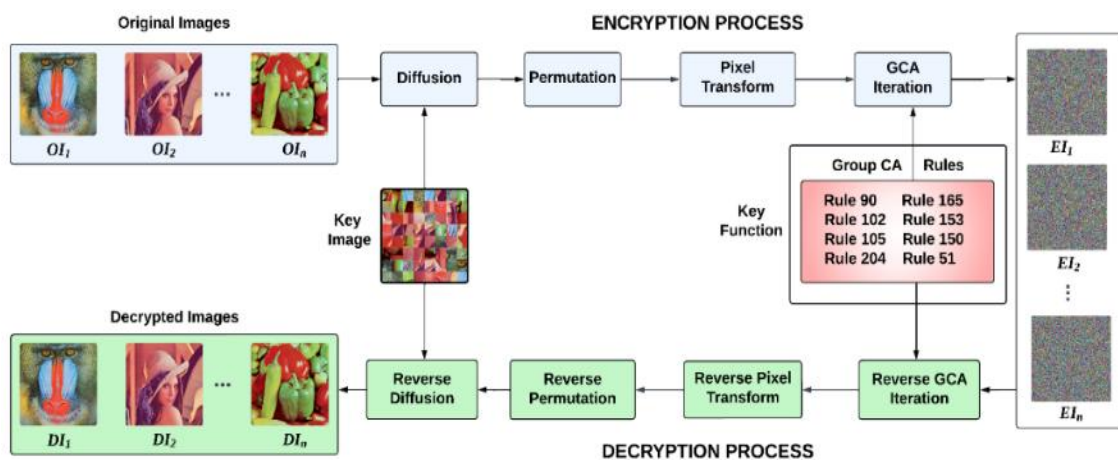 Original Images
ENCRYPTION PROCESS
OI₁
OI₂
...
OIₙ
Diffusion
Permutation
Pixel
Transform
GCA
Iteration
EI₁
EI₂
⋮
EIₙ
Key
Image
Key
Function
Group CA Rules
Rule 90 Rule 165
Rule 102 Rule 153
Rule 105 Rule 150
Rule 204 Rule 51
Decrypted Images
DI₁
DI₂
...
DIₙ
Reverse
Diffusion
Reverse
Permutation
Reverse Pixel
Transform
Reverse GCA
Iteration
DECRYPTION PROCESS